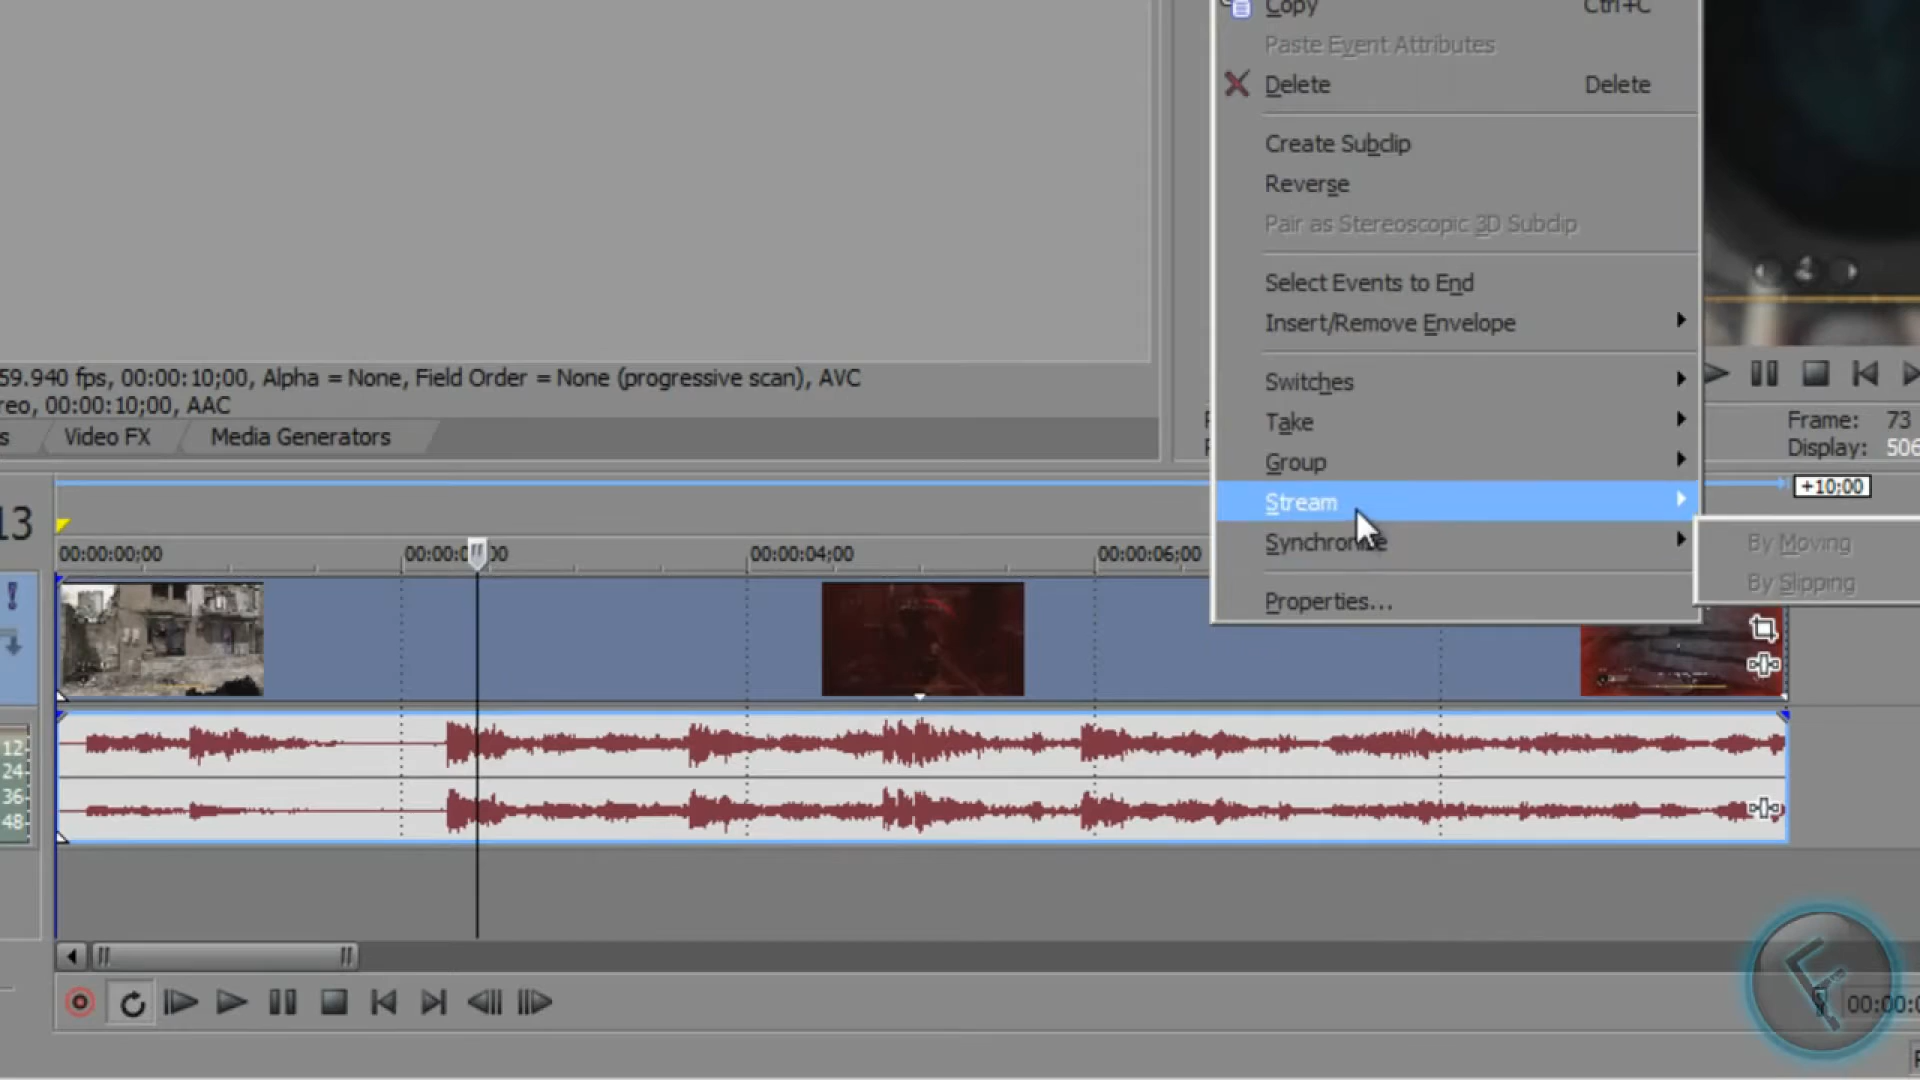 Copy Ctrl+C
Paste Event Attributes
Delete Delete
Create Subclip
Reverse
Pair as Stereoscopic 3D Subclip
Select Events to End
Insert/Remove Envelope
Switches
Take
Group
Stream
Synchronize
Properties...
By Moving
By Slipping
59.940 fps, 00:00:10;00, Alpha = None, Field Order = None (progressive scan), AVC
reo, 00:00:10;00, AAC
s Video FX Media Generators
Frame: 73
Display: 506
+10;00
13
00:00:00;00 00:00:04;00 00:00:06;00
12
24
36
48